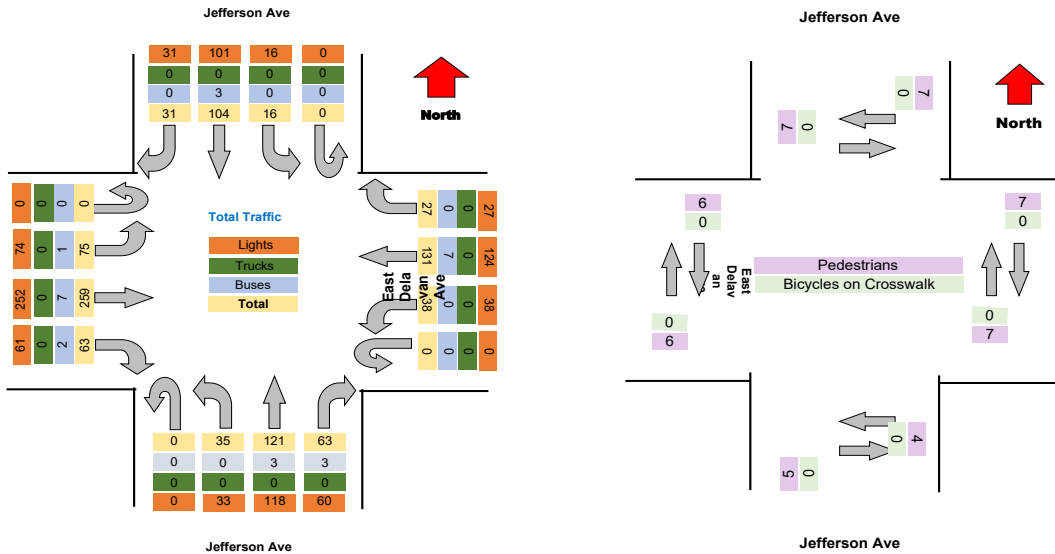 Jefferson Ave
31 101 16 0
0 0 0 0
0 3 0 0
31 104 16 0
North
0 0 0 0
74 0 1 75
252 0 7 259
61 0 2 63
Total Traffic
Lights
Trucks
Buses
Total
27 0 0 27
131 7 0 124
38 0 0 38
0 0 0 0
East
Dela
van
Ave
0 35 121 63
0 0 3 3
0 0 0 0
0 33 118 60
Jefferson Ave
Jefferson Ave
0 7
7 0
North
6
0
7
0
East
Delav
an
Pedestrians
Bicycles on Crosswalk
0
6
0
7
0 4
5 0
Jefferson Ave